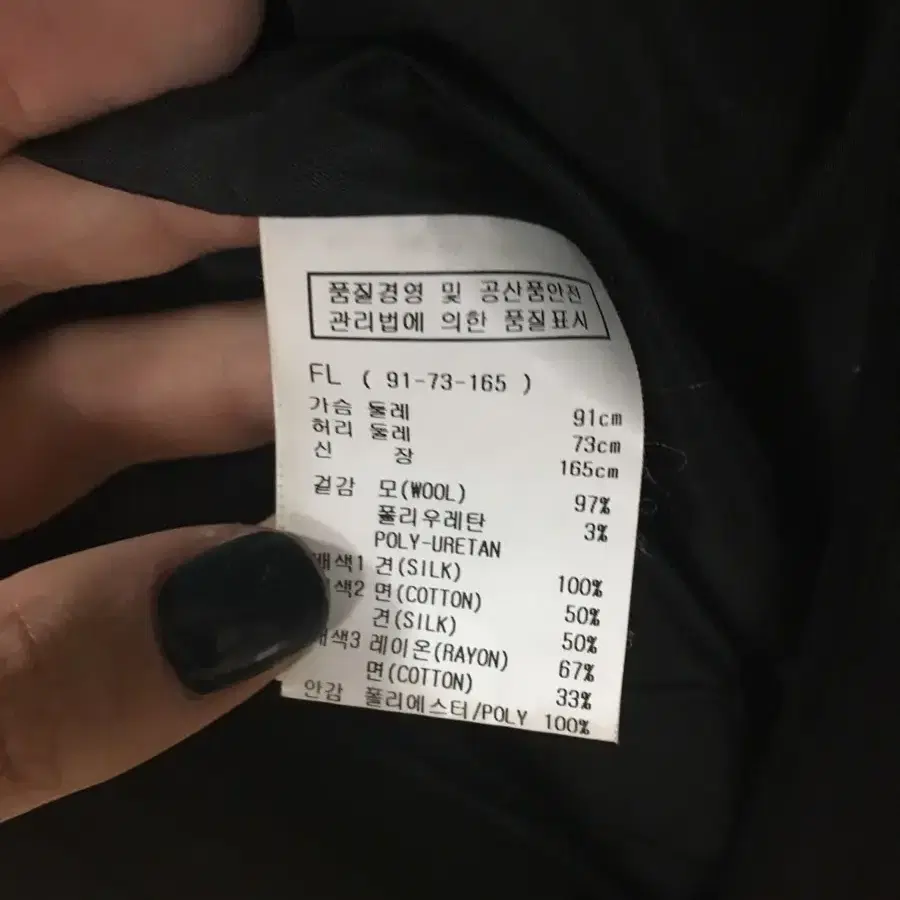 품질경영 및 공산품안전
관리법에 의한 품질표시
FL ( 91-73-165 )
가슴 둘레 91cm
허리 둘레 73cm
신 장 165cm
겉감 모(WOOL) 97%
폴리우레탄 3%
POLY-URETAN
배색1 견(SILK) 100%
배색2 면(COTTON) 50%
견(SILK) 50%
배색3 레이온(RAYON) 67%
면(COTTON) 33%
안감 폴리에스터/POLY 100%